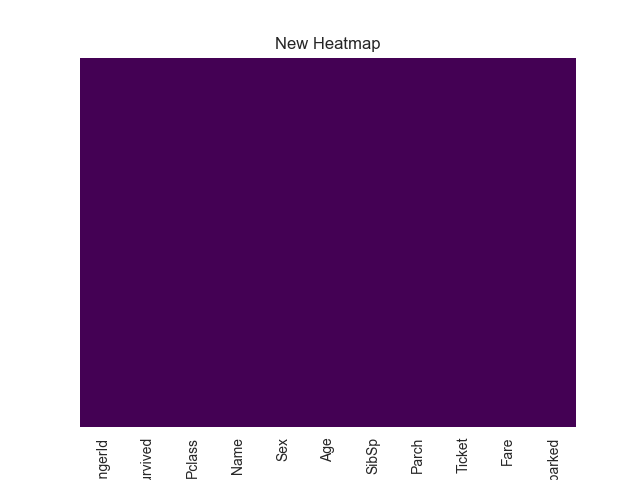 New Heatmap
ngerId
urvived
Pclass
Name
Sex
Age
SibSp
Parch
Ticket
Fare
barked